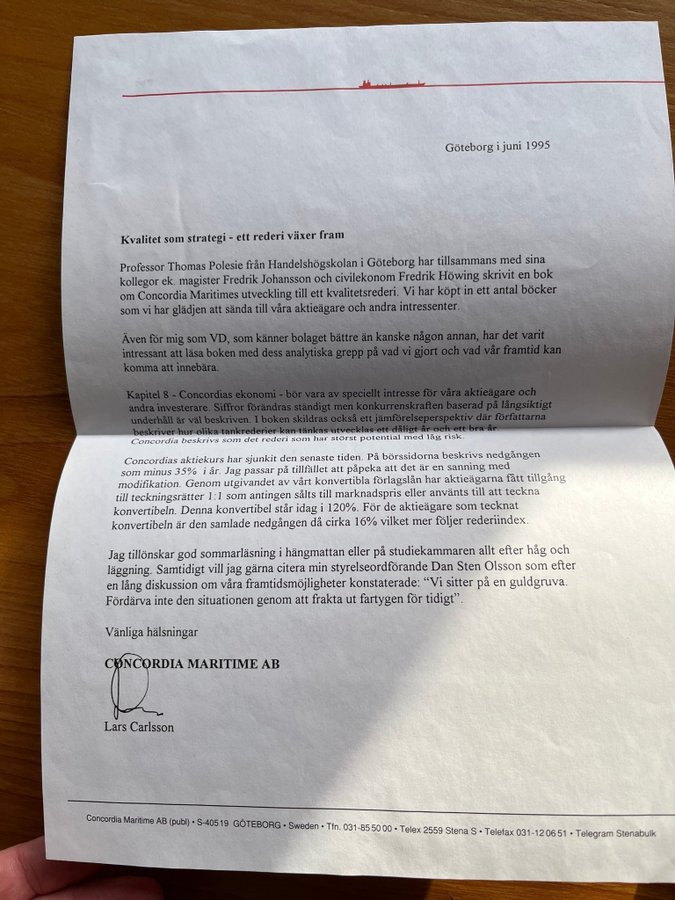 Göteborg i juni 1995
Kvalitet som strategi - ett rederi växer fram
Professor Thomas Polesie från Handelshögskolan i Göteborg har tillsammans med sina
kollegor ek. magister Fredrik Johansson och civilekonom Fredrik Höwing skrivit en bok
om Concordia Maritimes utveckling till ett kvalitetsrederi. Vi har köpt in ett antal böcker
som vi har glädjen att sända till våra aktieägare och andra intressenter.
Även för mig som VD, som känner bolaget bättre än kanske någon annan, har det varit
intressant att läsa boken med dess analytiska grepp på vad vi gjort och vad vår framtid kan
komma att innebära.
Kapitel 8 - Concordias ekonomi - bör vara av speciellt intresse för våra aktieägare och
andra investerare. Siffror förändras ständigt men konkurrenskraften baserad på långsiktigt
underhåll är väl beskriven. I boken skildras också ett jämförelseperspektiv där författarna
beskriver hur olika tankrederier kan tänkas utvecklas ett dåligt år och ett bra år.
Concordia beskrivs som det rederi som har störst potential med låg risk.
Concordias aktiekurs har sjunkit den senaste tiden. På börssidorna beskrivs nedgången
som minus 35% i år. Jag passar på tillfället att påpeka att det är en sanning med
modifikation. Genom utgivandet av vårt konvertibla förlagslån har aktieägarna fått tillgång
till teckningsrätter 1:1 som antingen sålts till marknadspris eller använts till att teckna
konvertibeln. Denna konvertibel står idag i 120%. För de aktieägare som tecknat
konvertibeln är den samlade nedgången då cirka 16% vilket mer följer rederiindex.
Jag tillönskar god sommarläsning i hängmattan eller på studiekammaren allt efter håg och
läggning. Samtidigt vill jag gärna citera min styrelseordförande Dan Sten Olsson som efter
en lång diskussion om våra framtidsmöjligheter konstaterade: “Vi sitter på en guldgruva.
Fördärva inte den situationen genom att frakta ut fartygen för tidigt”.
Vänliga hälsningar
CONCORDIA MARITIME AB
Lars Carlsson
Concordia Maritime AB (publ) • S-405 19 GÖTEBORG • Sweden • Tfn. 031-85 50 00 • Telex 2559 Stena S • Telefax 031-12 06 51 • Telegram Stenabulk